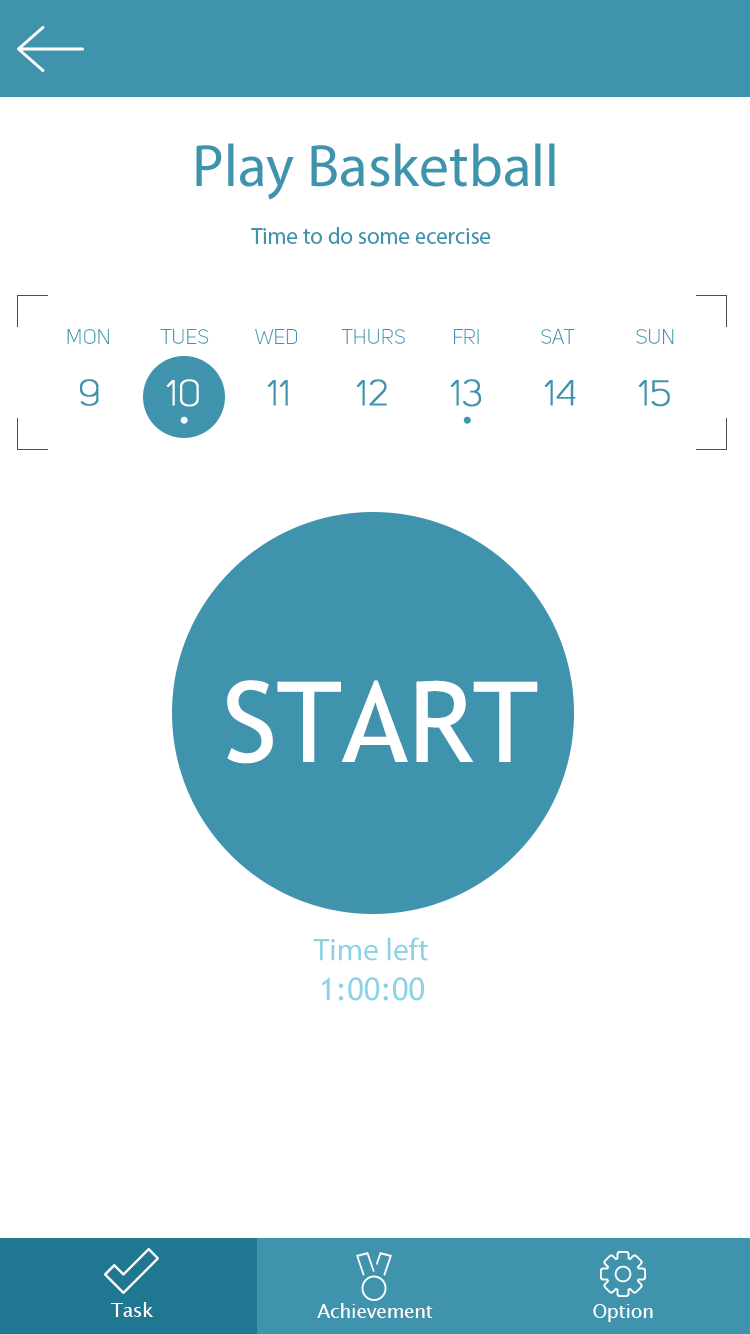 Play Basketball
Time to do some ecercise
MON TUES WED THURS FRI SAT SUN
9 10 11 12 13 14 15
START
Time left
1:00:00
Task Achievement Option